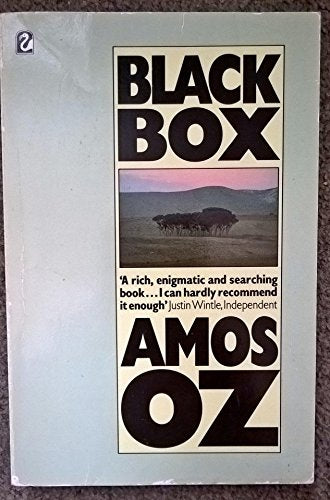 BLACK
BOX
'A rich, enigmatic and searching
book...I can hardly recommend
it enough' Justin Wintle, Independent
AMOS
OZ